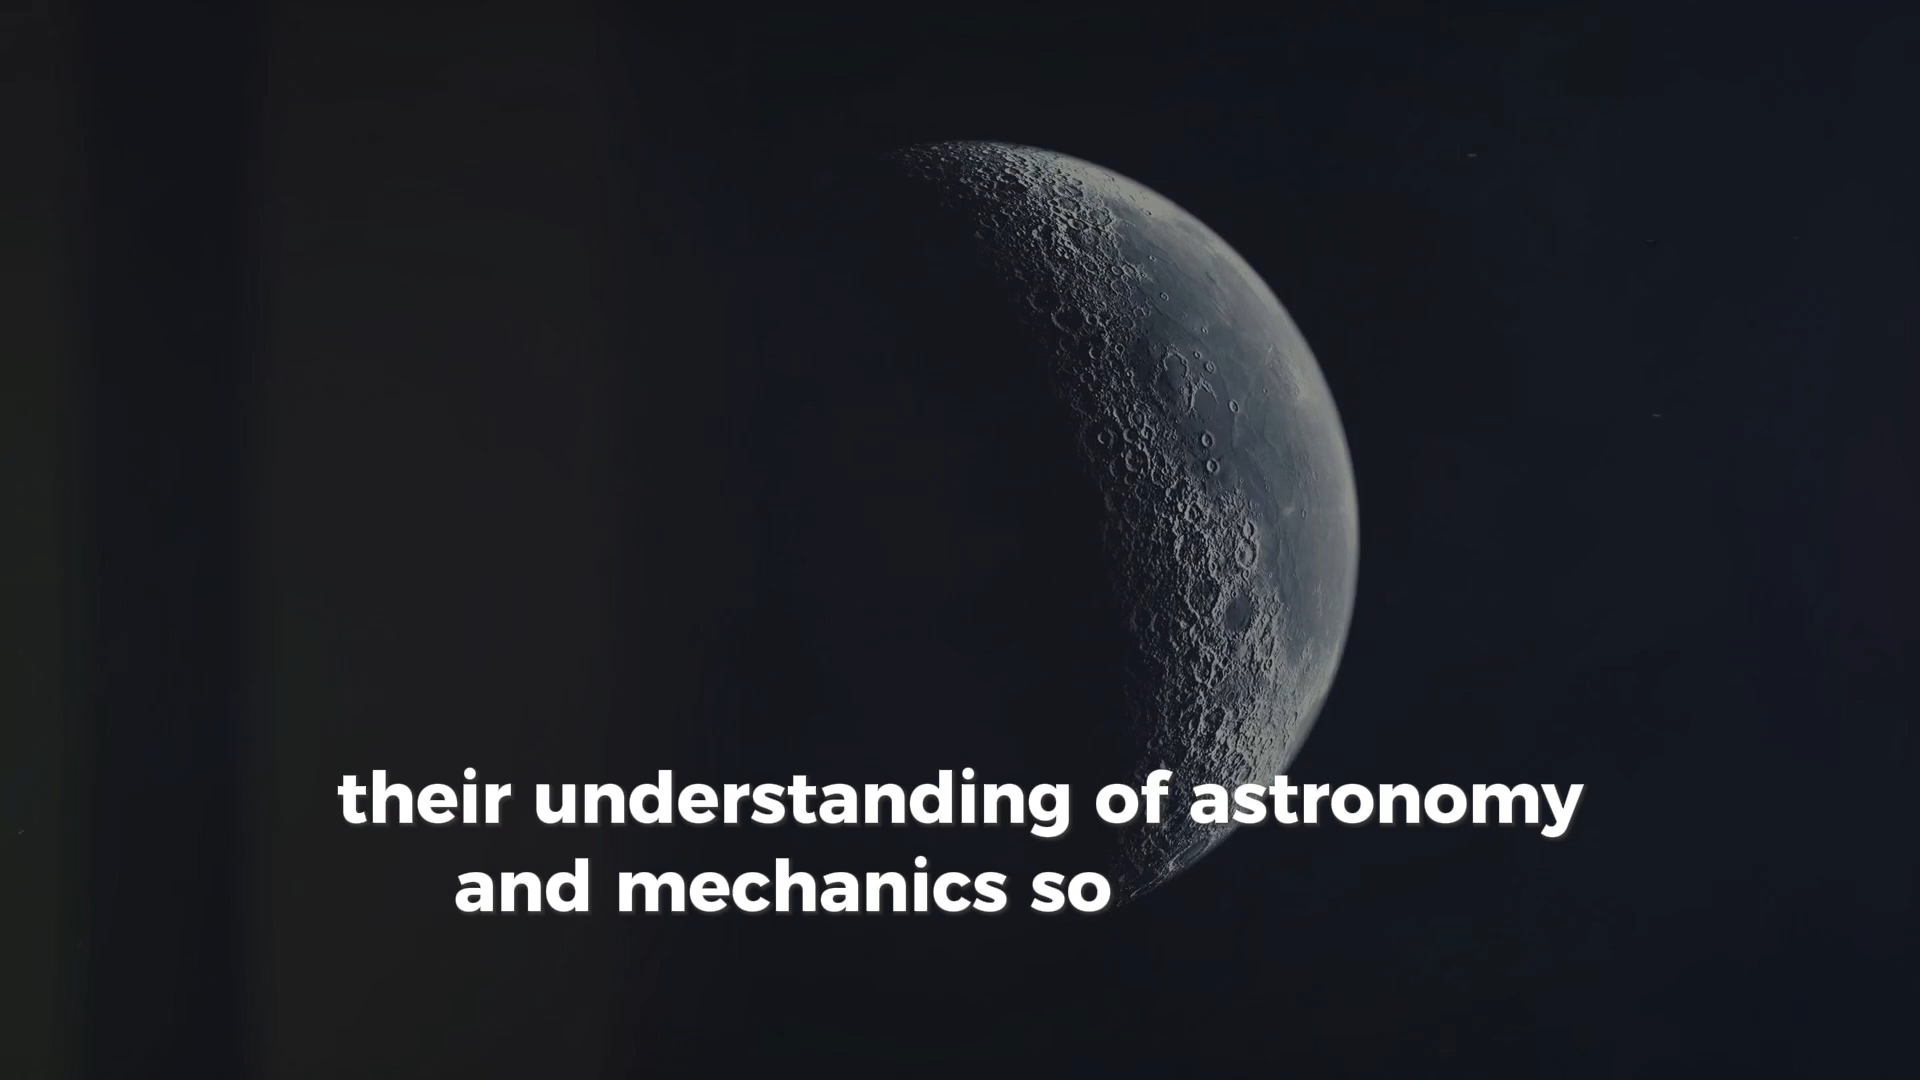 their understanding of astronomy
and mechanics so